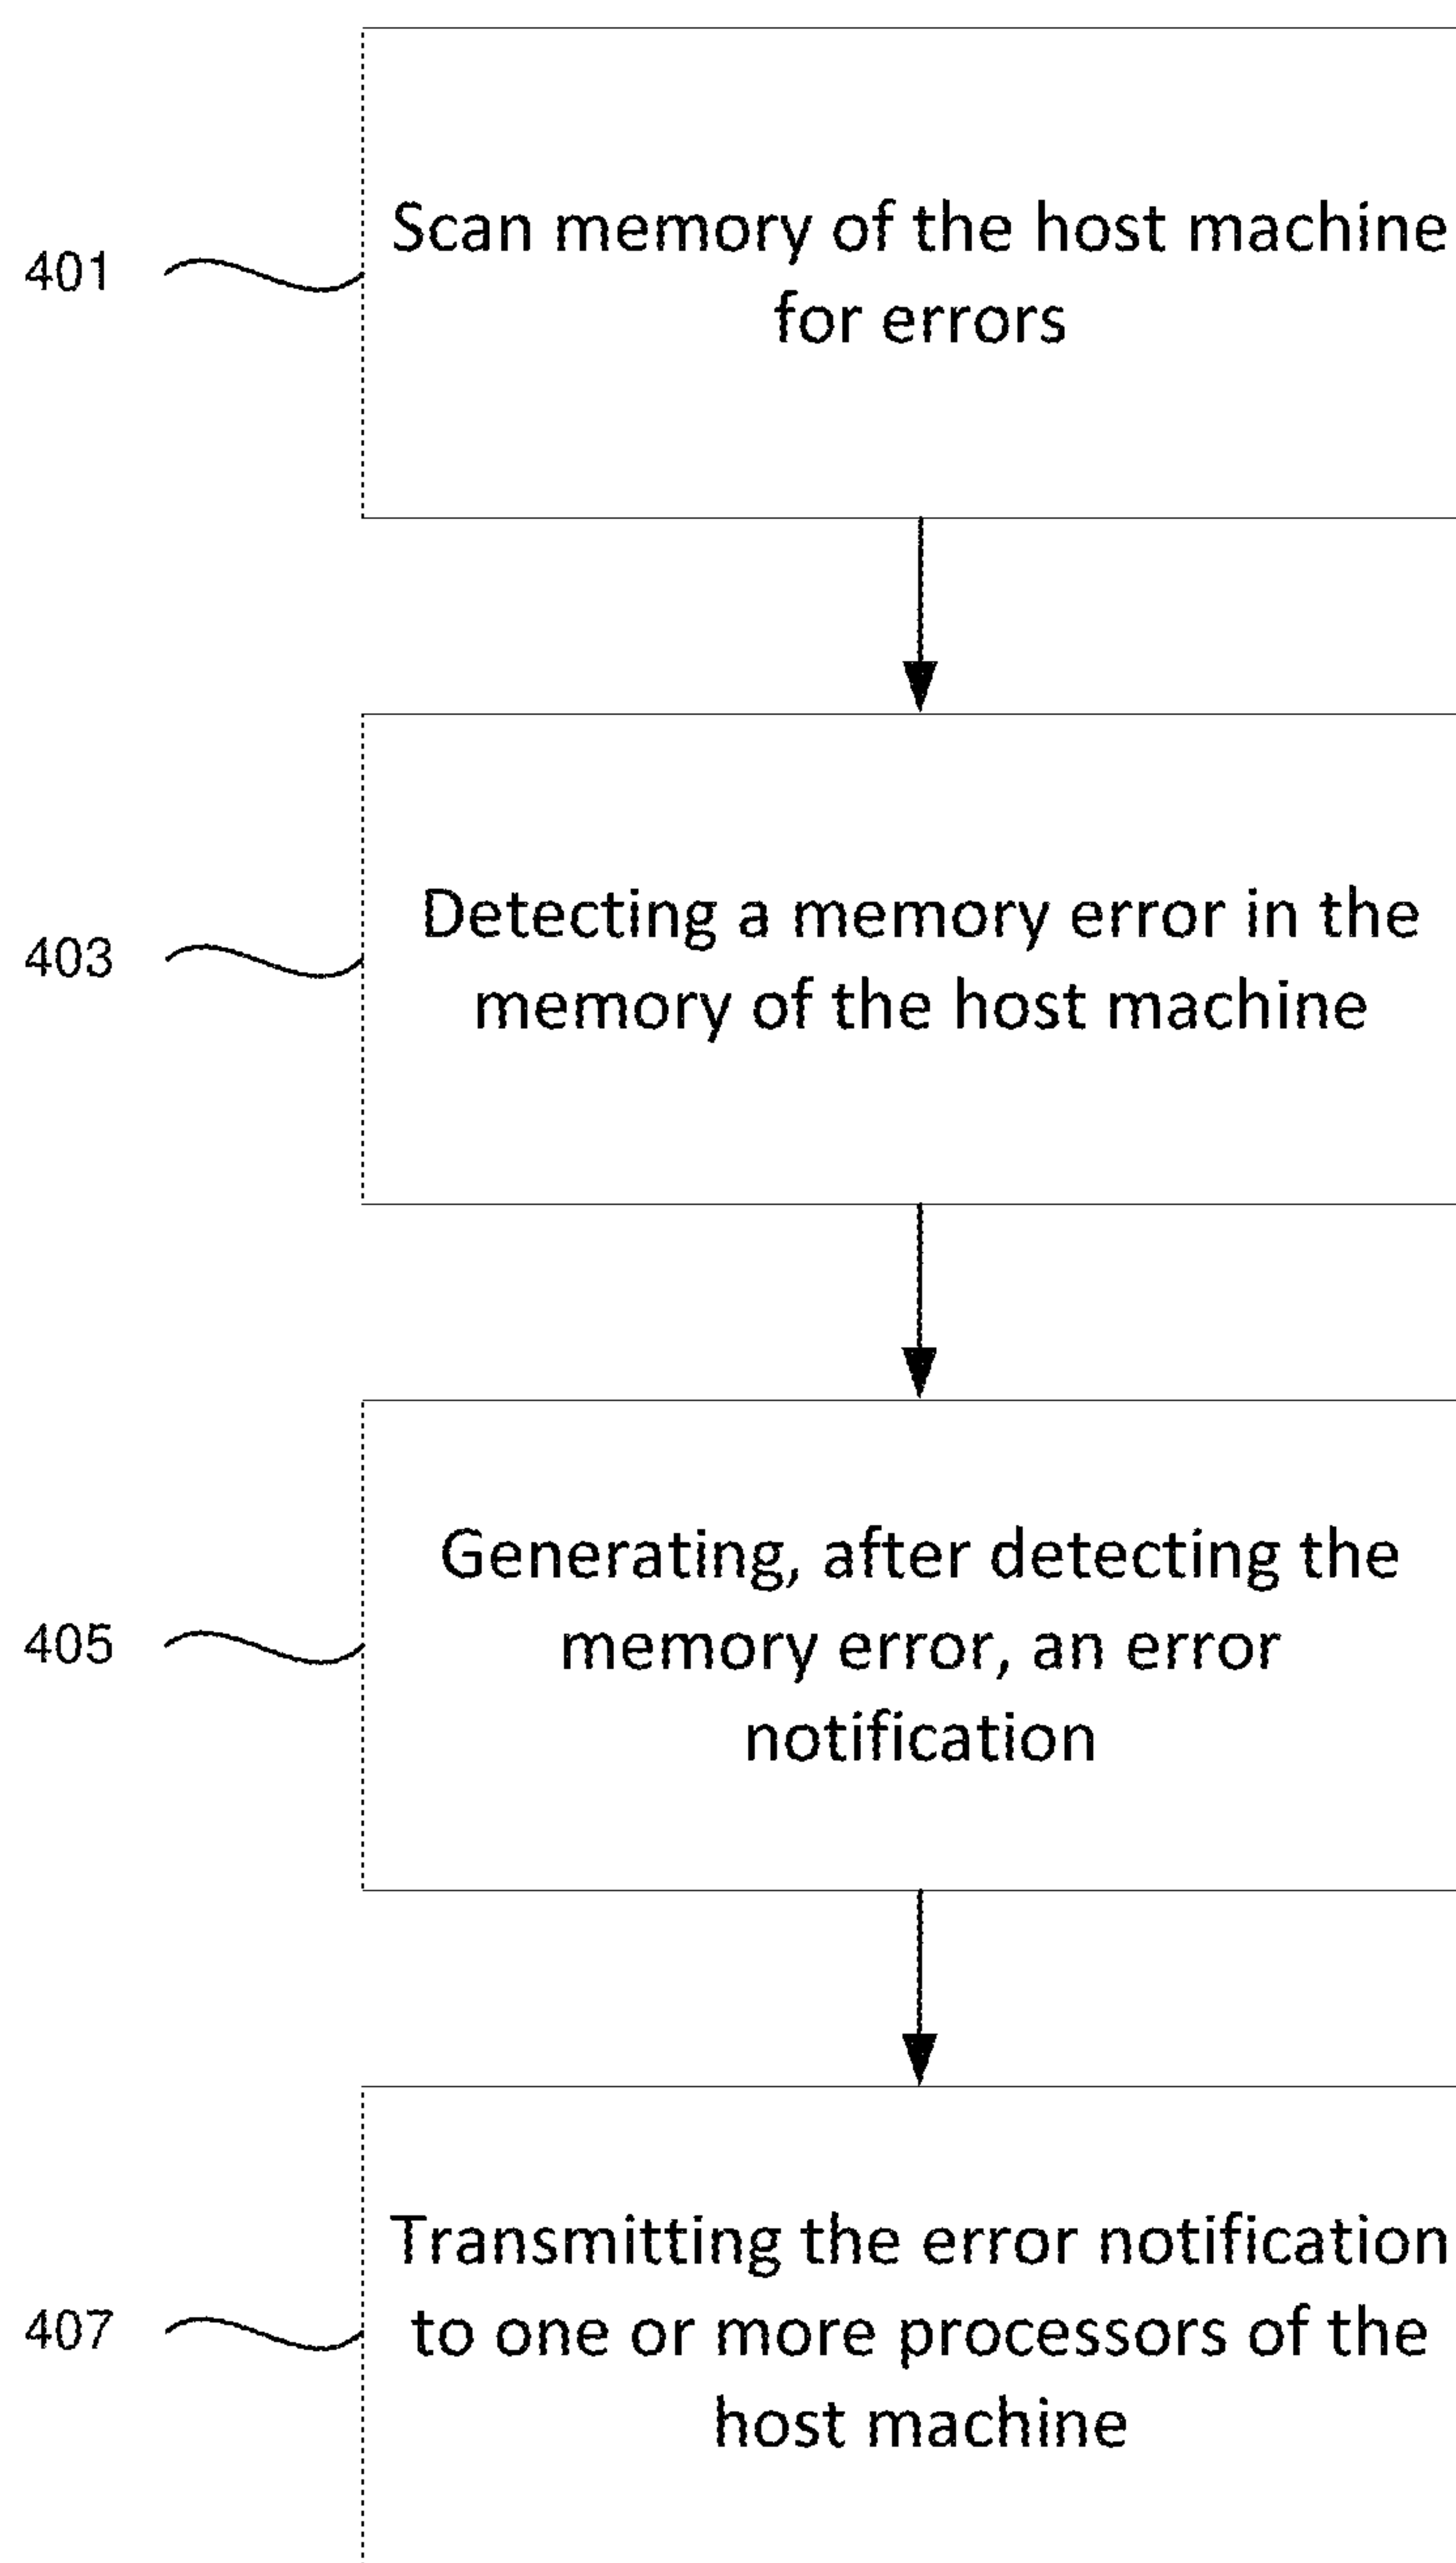 401
Scan memory of the host machine
for errors
403
Detecting a memory error in the
memory of the host machine
405
Generating, after detecting the
memory error, an error
notification
407
Transmitting the error notification
to one or more processors of the
host machine